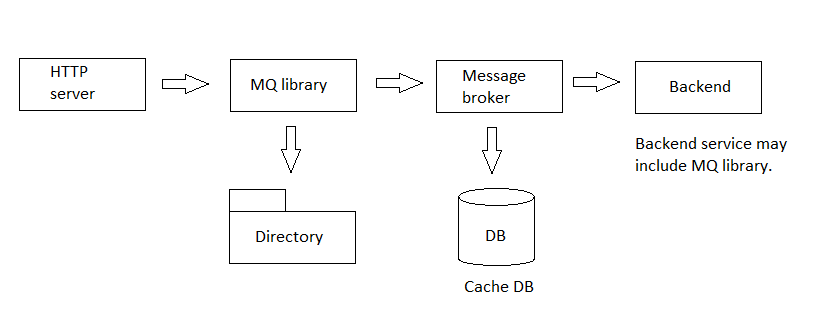 HTTP
server
MQ library
Message
broker
Backend
Backend service may
include MQ library.
Directory
DB
Cache DB